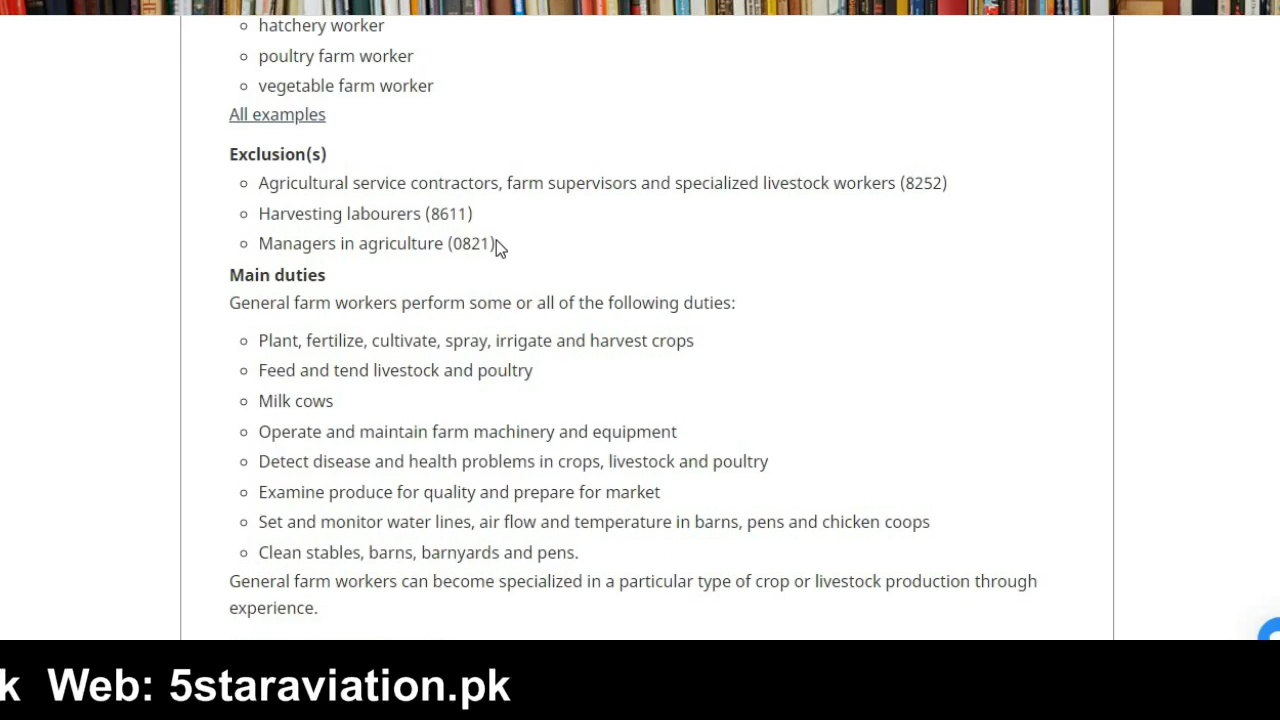 hatchery worker
poultry farm worker
vegetable farm worker
All examples
Exclusion(s)
Agricultural service contractors, farm supervisors and specialized livestock workers (8252)
Harvesting labourers (8611)
Managers in agriculture (0821)
Main duties
General farm workers perform some or all of the following duties:
Plant, fertilize, cultivate, spray, irrigate and harvest crops
Feed and tend livestock and poultry
Milk cows
Operate and maintain farm machinery and equipment
Detect disease and health problems in crops, livestock and poultry
Examine produce for quality and prepare for market
Set and monitor water lines, air flow and temperature in barns, pens and chicken coops
Clean stables, barns, barnyards and pens.
General farm workers can become specialized in a particular type of crop or livestock production through
experience.
k Web: 5staraviation.pk